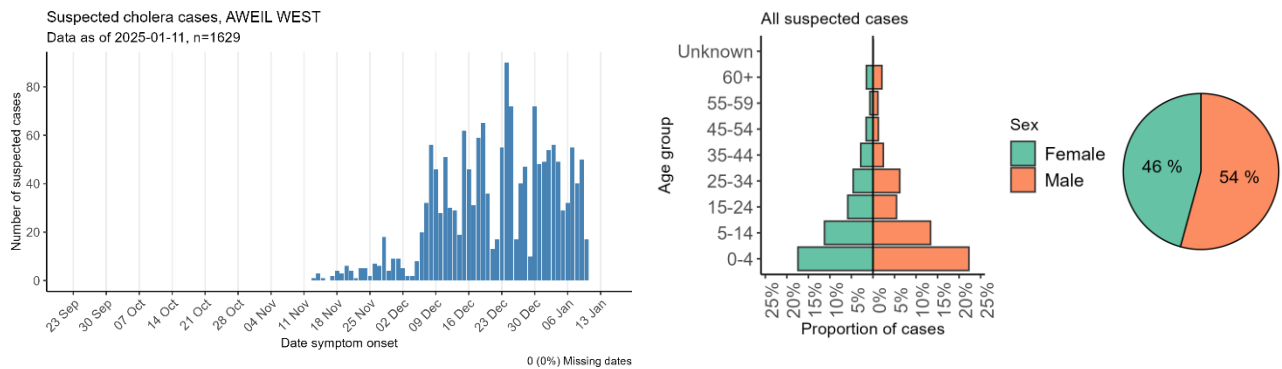 Suspected cholera cases, AWEIL WEST
Data as of 2025-01-11, n=1629
Number of suspected cases
80
60
40
20
0
23 Sep
30 Sep
07 Oct
14 Oct
21 Oct
28 Oct
04 Nov
11 Nov
18 Nov
25 Nov
02 Dec
09 Dec
16 Dec
23 Dec
30 Dec
06 Jan
13 Jan
Date symptom onset
0 (0%) Missing dates
All suspected cases
Age group
Unknown
60+
55-59
45-54
35-44
25-34
15-24
5-14
0-4
25%
20%
15%
10%
5%
0%
5%
10%
15%
20%
25%
Proportion of cases
Sex
Female
Male
46 %
54 %